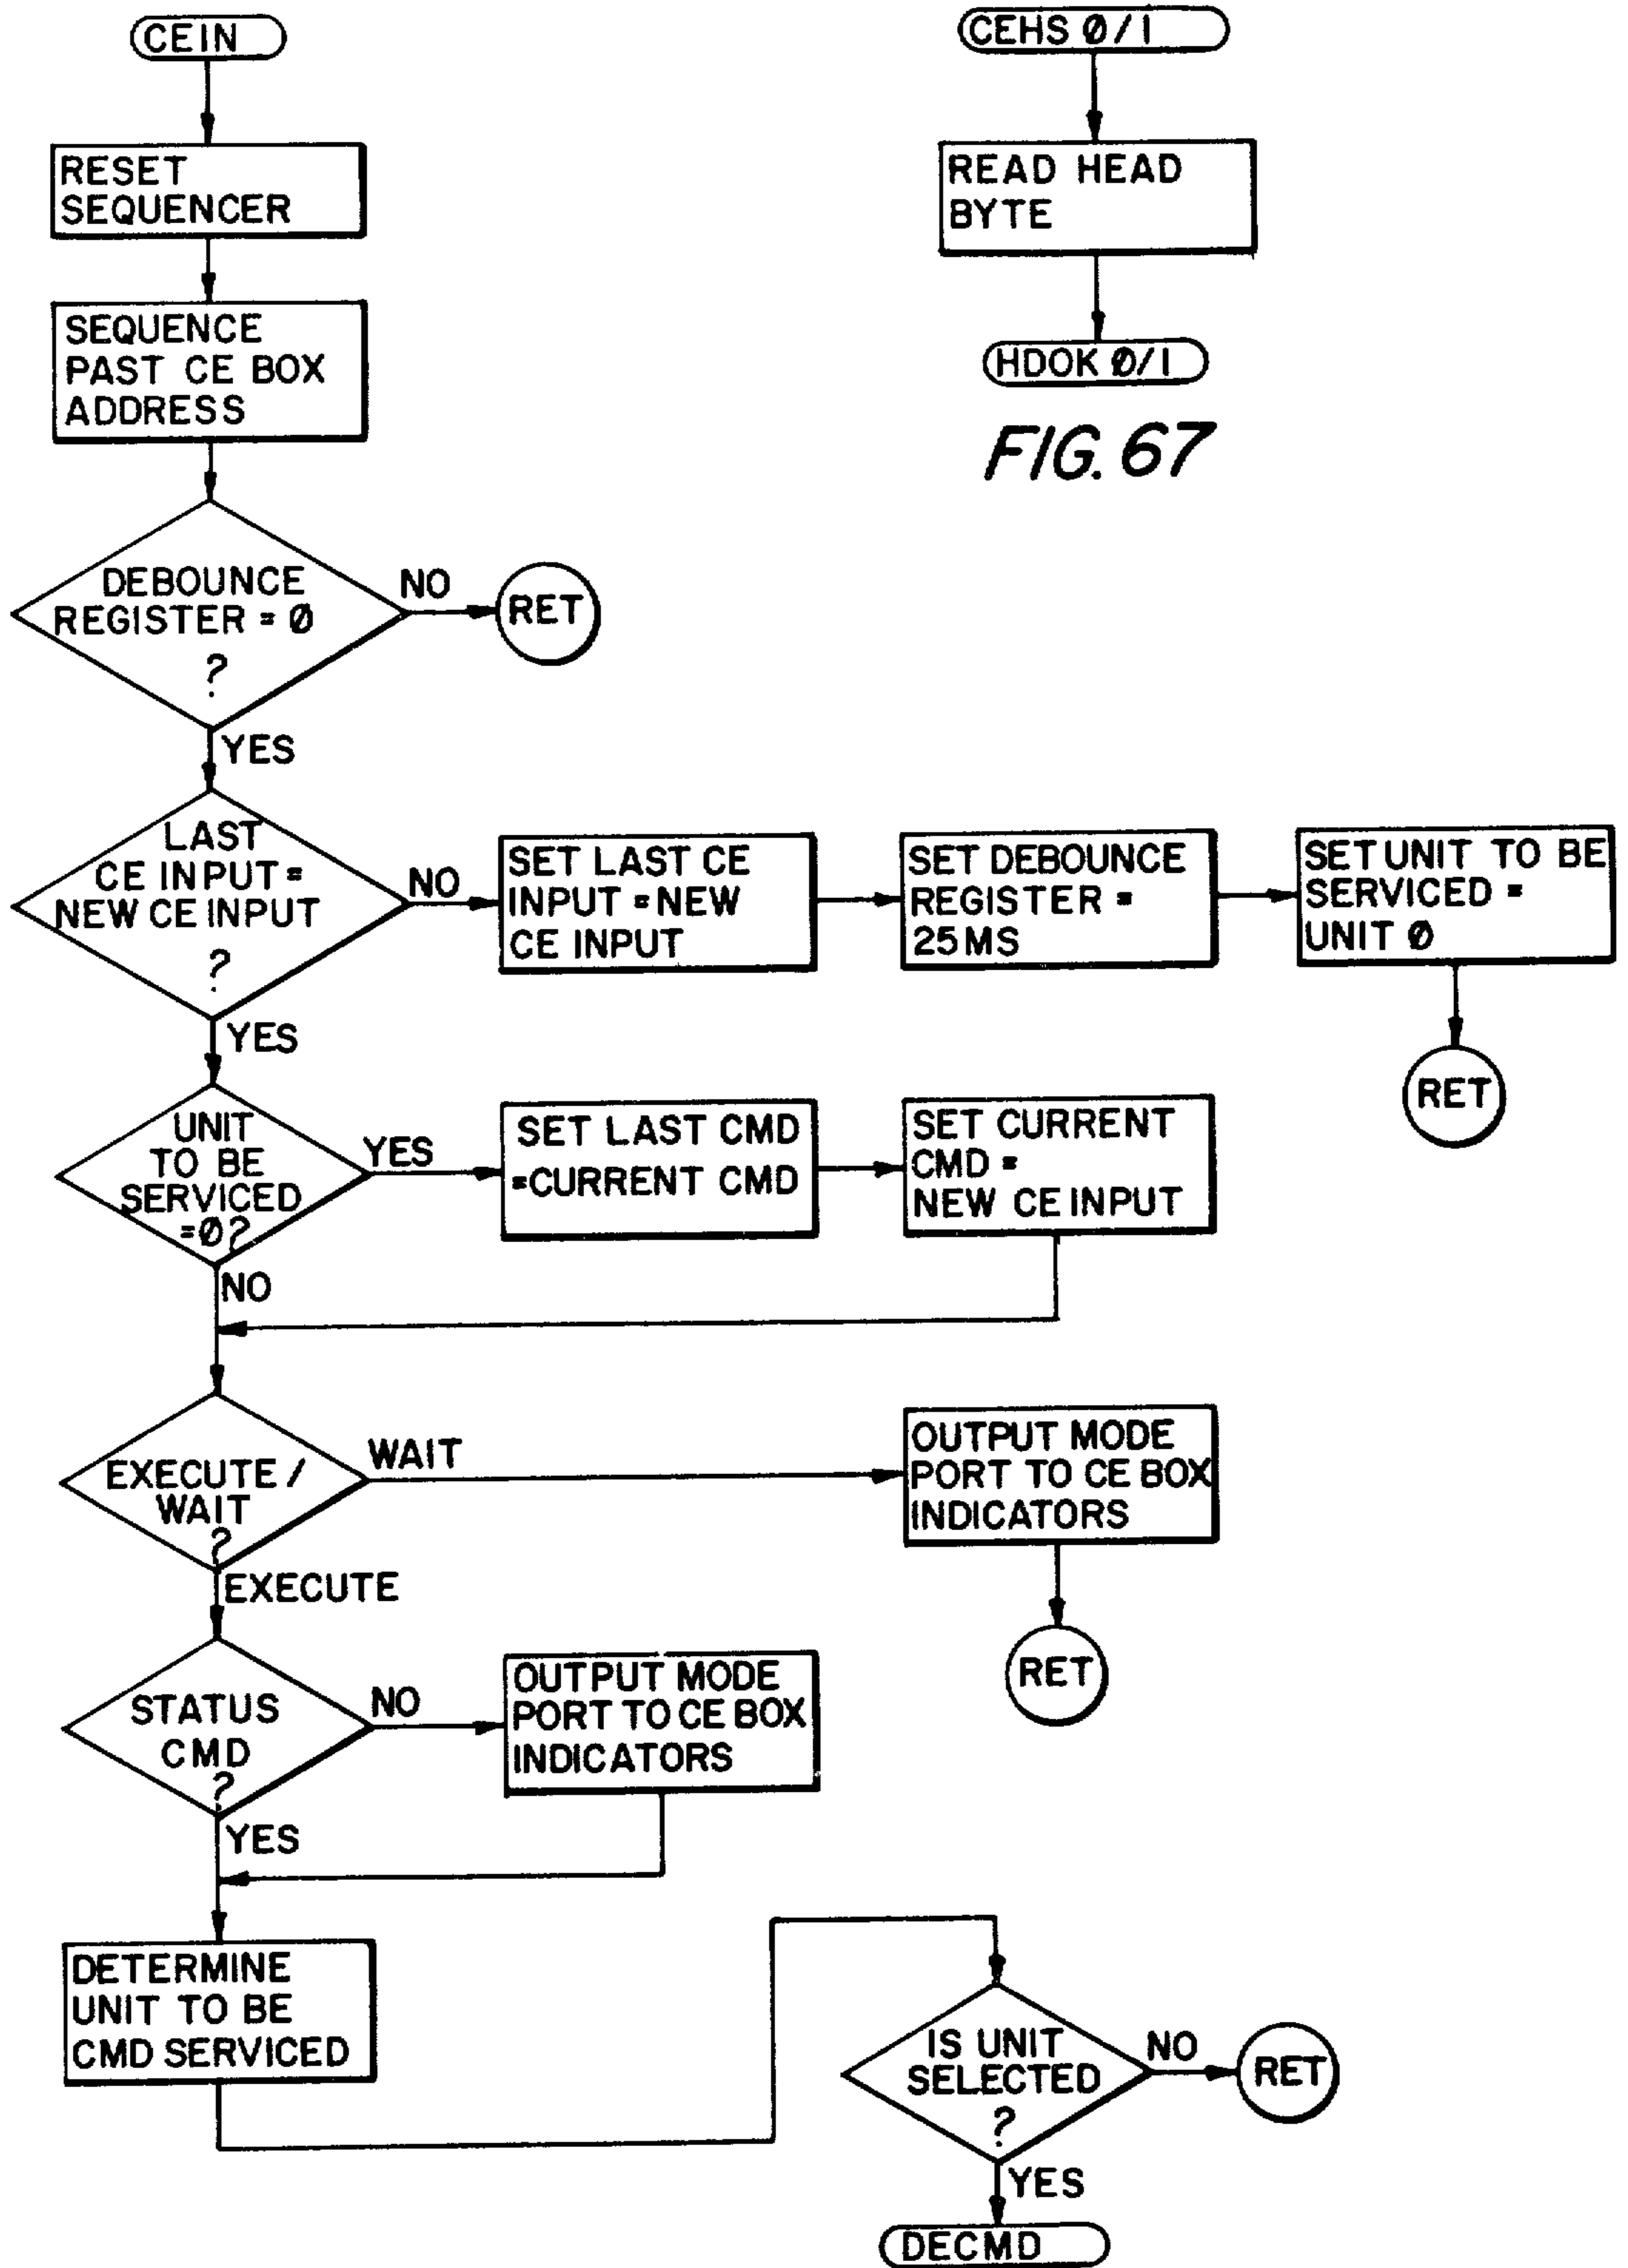 CEIN
RESET
SEQUENCER
SEQUENCE
PAST CE BOX
ADDRESS
DEBOUNCE
REGISTER = Ø
?
NO
RET
YES
LAST
CE INPUT =
NEW CE INPUT
?
NO
SET LAST CE
INPUT = NEW
CE INPUT
SET DEBOUNCE
REGISTER =
25MS
SET UNIT TO BE
SERVICED =
UNIT Ø
RET
YES
UNIT
TO BE
SERVICED
=Ø?
YES
SET LAST CMD
=CURRENT CMD
SET CURRENT
CMD =
NEW CE INPUT
NO
EXECUTE /
WAIT
?
WAIT
OUTPUT MODE
PORT TO CE BOX
INDICATORS
RET
EXECUTE
STATUS
CMD
?
NO
OUTPUT MODE
PORT TO CE BOX
INDICATORS
YES
DETERMINE
UNIT TO BE
CMD SERVICED
IS UNIT
SELECTED
?
NO
RET
YES
DECMD
CEHS Ø/1
READ HEAD
BYTE
HDOK Ø/1
FIG. 67